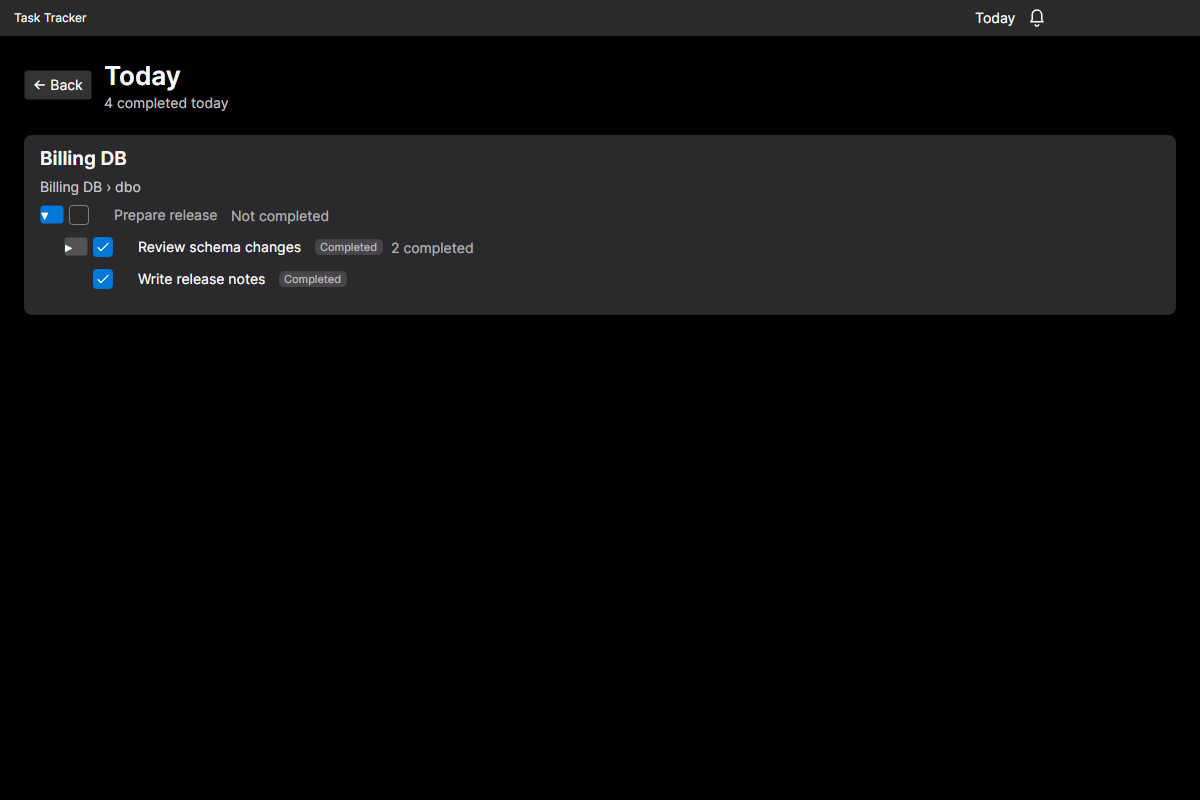 Task Tracker
Today
← Back
Today
4 completed today
Billing DB
Billing DB › dbo
Prepare release Not completed
Review schema changes Completed 2 completed
Write release notes Completed